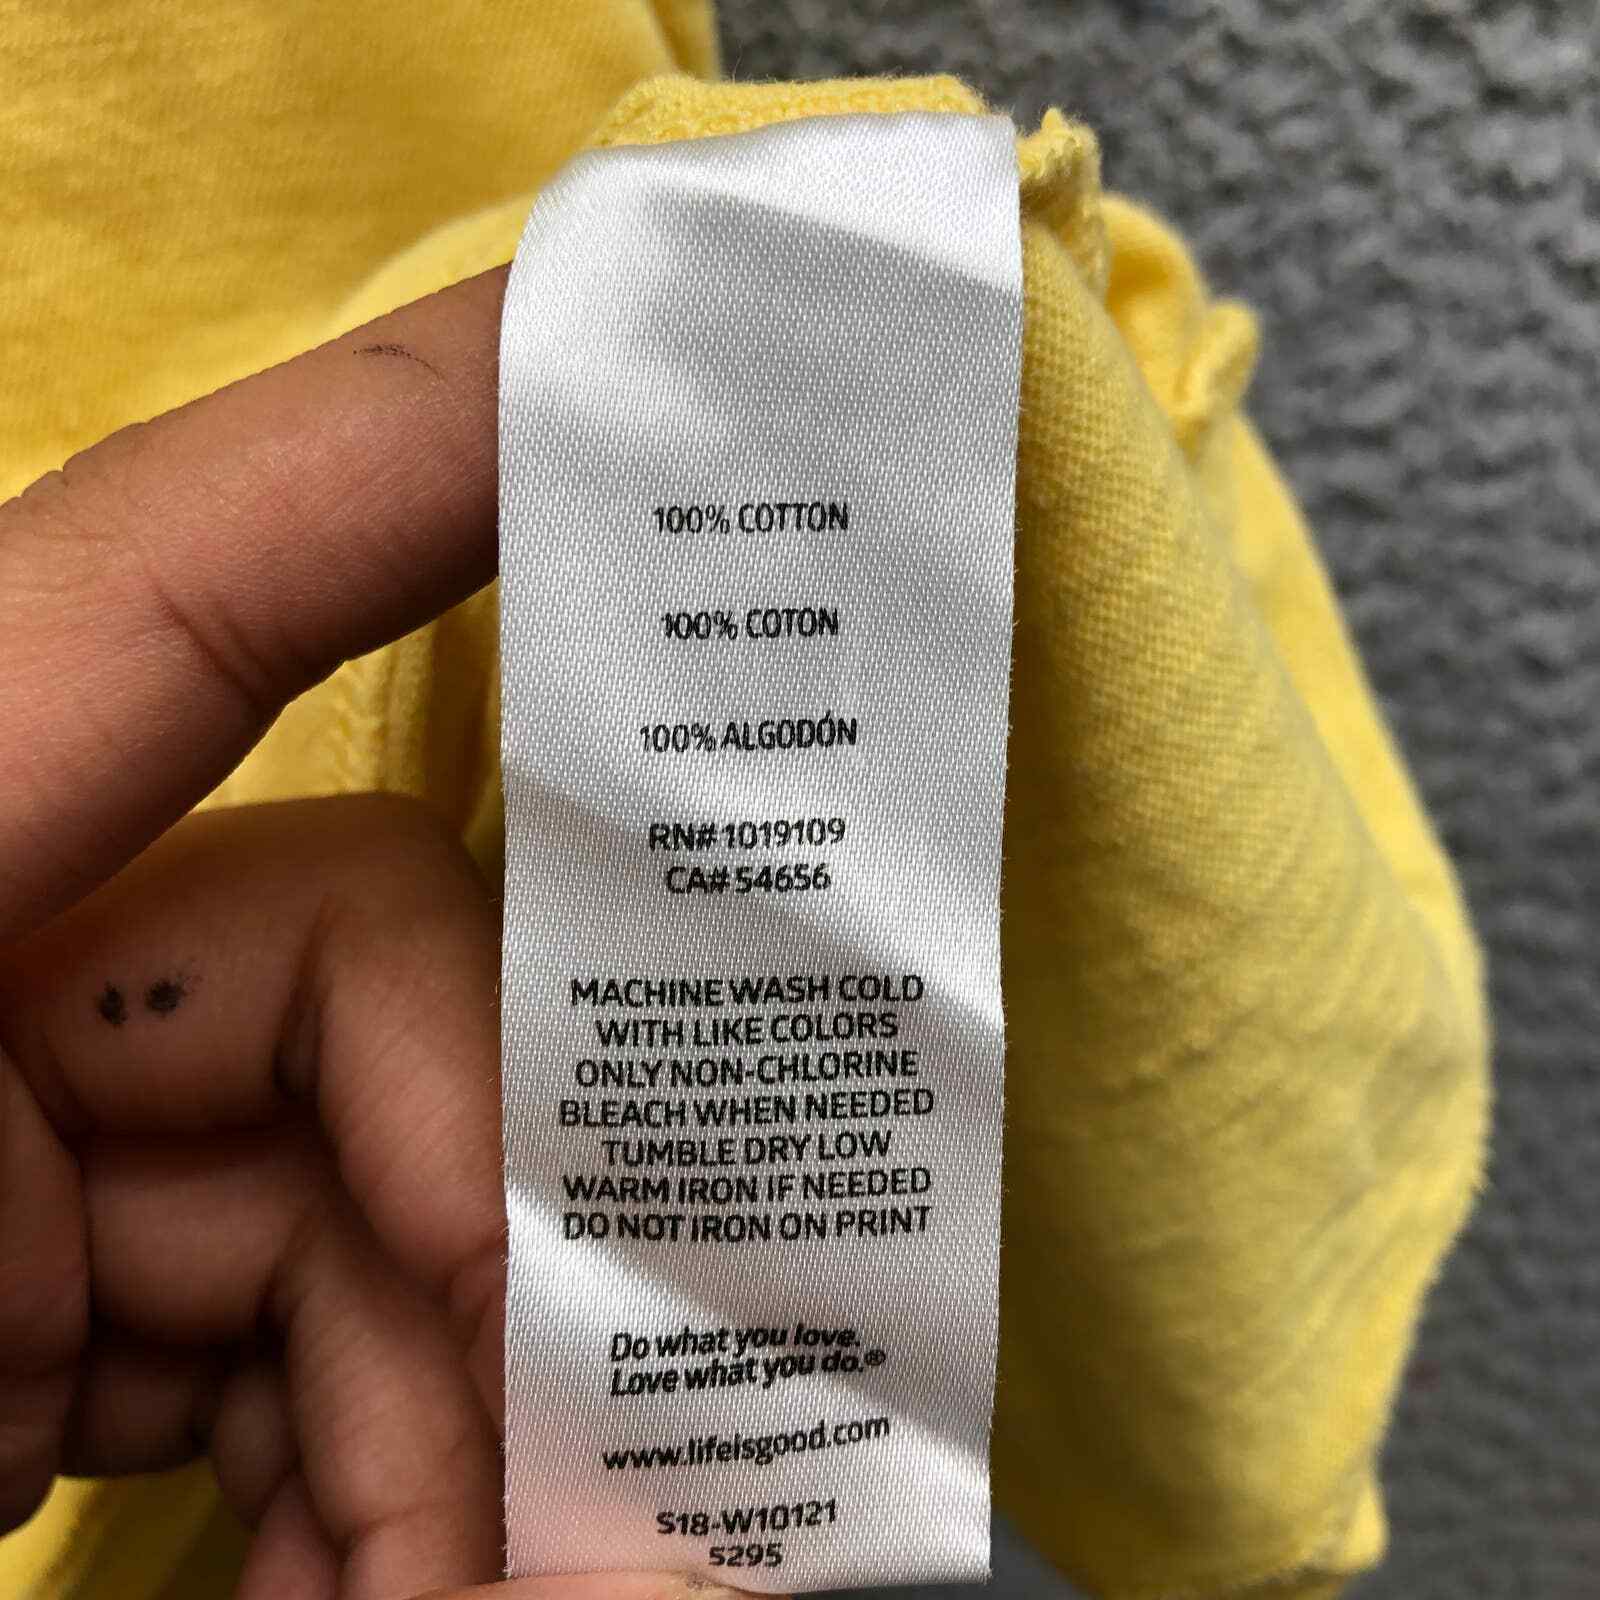 100% COTTON
100% COTON
100% ALGODÓN
RN# 1019109
CA# 54656
MACHINE WASH COLD
WITH LIKE COLORS
ONLY NON-CHLORINE
BLEACH WHEN NEEDED
TUMBLE DRY LOW
WARM IRON IF NEEDED
DO NOT IRON ON PRINT
Do what you love.
Love what you do.®
www.lifeisgood.com
S18-W10121
5295